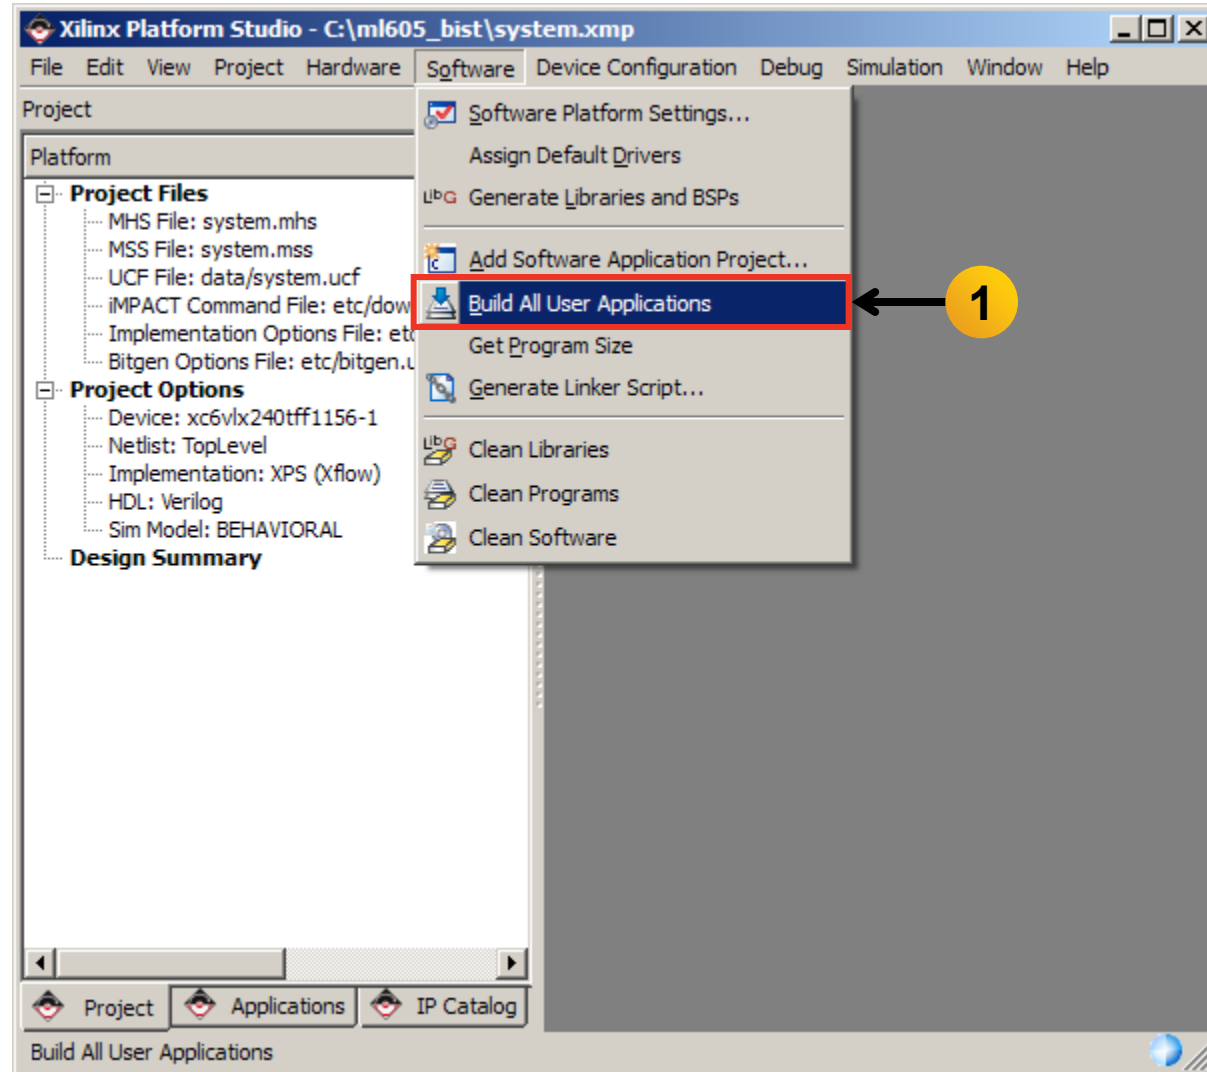 Xilinx Platform Studio - C:\ml605_bist\system.xmp
File Edit View Project Hardware Software Device Configuration Debug Simulation Window Help
Project
Platform
Project Files
MHS File: system.mhs
MSS File: system.mss
UCF File: data/system.ucf
iMPACT Command File: etc/dow
Implementation Options File: etc
Bitgen Options File: etc/bitgen.u
Project Options
Device: xc6vlx240tff1156-1
Netlist: TopLevel
Implementation: XPS (Xflow)
HDL: Verilog
Sim Model: BEHAVIORAL
Design Summary
Software Platform Settings...
Assign Default Drivers
LibG Generate Libraries and BSPs
c Add Software Application Project...
Build All User Applications
1
Get Program Size
Generate Linker Script...
LibG Clean Libraries
Clean Programs
Clean Software
Project Applications IP Catalog
Build All User Applications